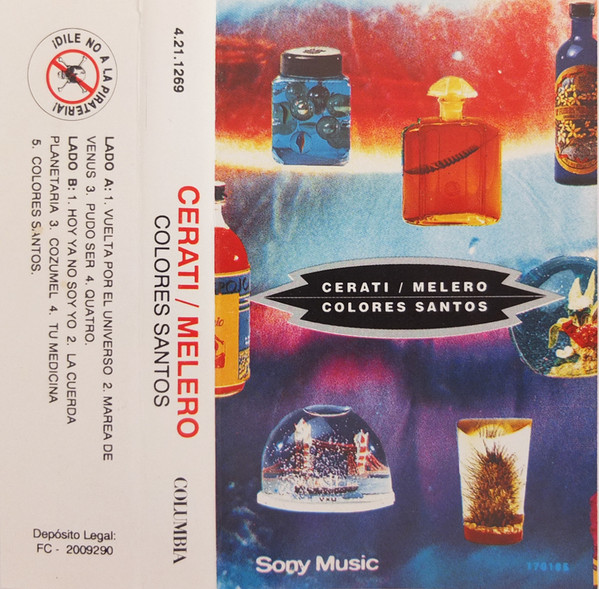 ¡DILE NO A LA PIRATERIA!
LADO A: 1. VUELTA POR EL UNIVERSO 2. MAREA DE
VENUS 3. PUDO SER 4. QUATRO.
LADO B: 1. HOY YA NO SOY YO 2. LA CUERDA
PLANETARIA 3. COZUMEL 4. TU MEDICINA
5. COLORES SANTOS.
Depósito Legal:
FC - 2009290
4.21.1269
CERATI / MELERO
COLORES SANTOS
COLUMBIA
CERATI / MELERO
COLORES SANTOS
Sony Music